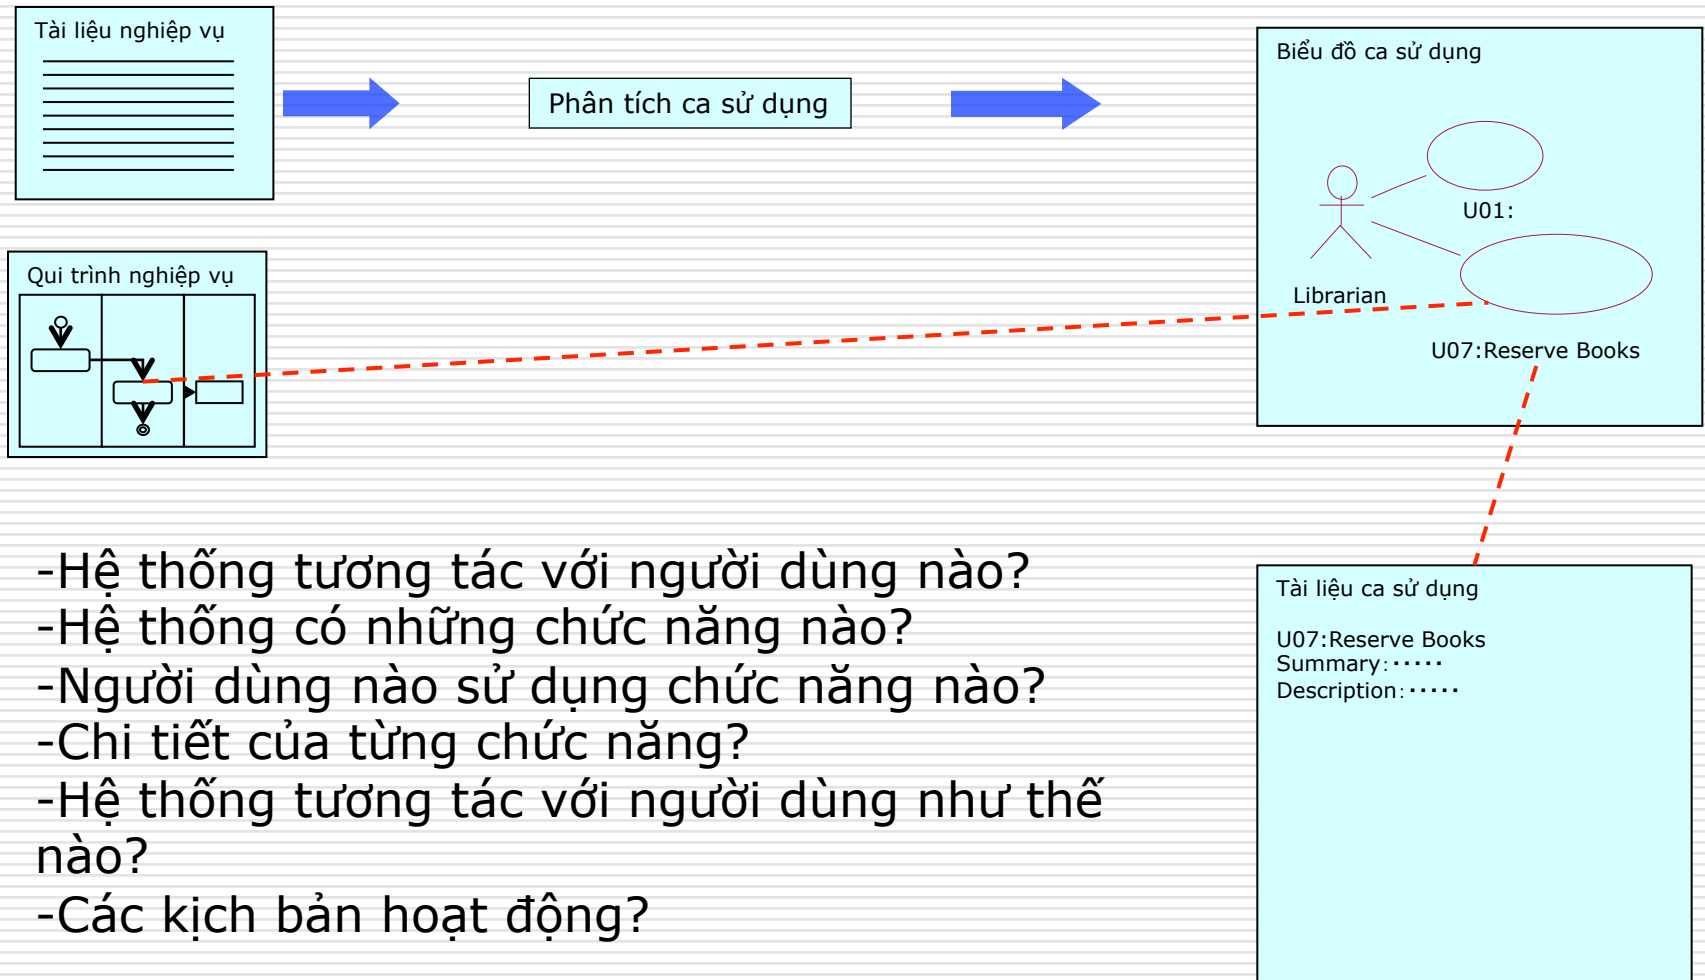 Tài liệu nghiệp vụ
Phân tích ca sử dụng
Biểu đồ ca sử dụng
U01:
Librarian
U07:Reserve Books
Qui trình nghiệp vụ
-Hệ thống tương tác với người dùng nào?
-Hệ thống có những chức năng nào?
-Người dùng nào sử dụng chức năng nào?
-Chi tiết của từng chức năng?
-Hệ thống tương tác với người dùng như thế
nào?
-Các kịch bản hoạt động?
Tài liệu ca sử dụng
U07:Reserve Books
Summary:・・・・・
Description:・・・・・